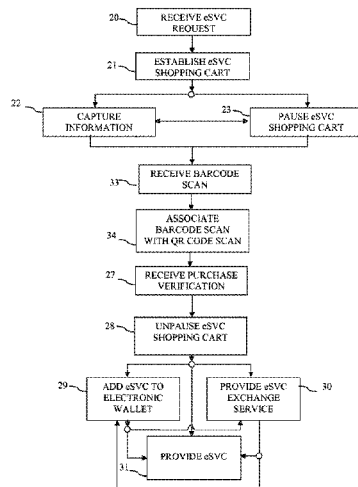 20
RECEIVE eSVC
REQUEST
21
ESTABLISH eSVC
SHOPPING CART
22
CAPTURE
INFORMATION
23
PAUSE eSVC
SHOPPING CART
33
RECEIVE BARCODE
SCAN
34
ASSOCIATE
BARCODE SCAN
WITH QR CODE SCAN
27
RECEIVE PURCHASE
VERIFICATION
28
UNPAUSE eSVC
SHOPPING CART
29
ADD eSVC TO
ELECTRONIC
WALLET
30
PROVIDE eSVC
EXCHANGE
SERVICE
31
PROVIDE eSVC